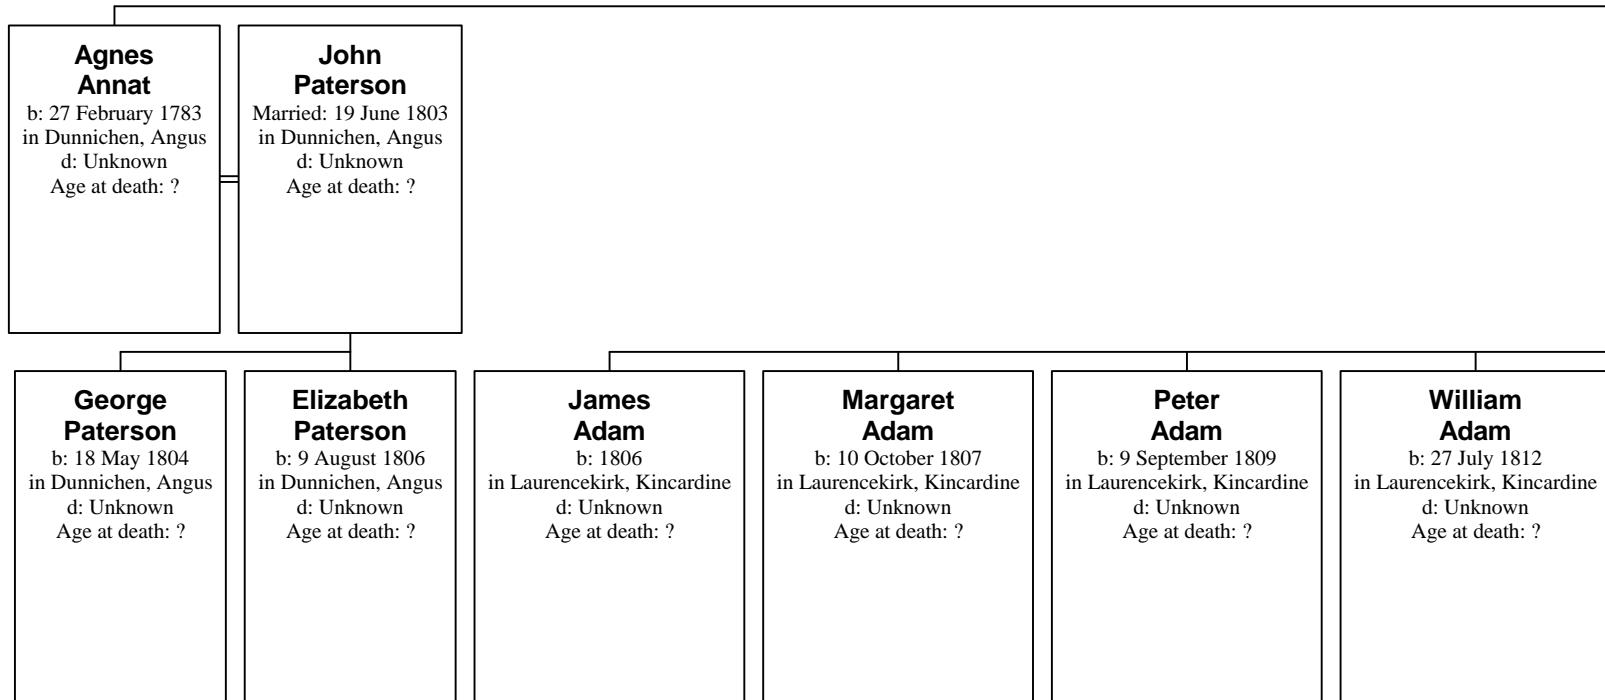 Agnes
Annat
b: 27 February 1783
in Dunnichen, Angus
d: Unknown
Age at death: ?
John
Paterson
Married: 19 June 1803
in Dunnichen, Angus
d: Unknown
Age at death: ?
George
Paterson
b: 18 May 1804
in Dunnichen, Angus
d: Unknown
Age at death: ?
Elizabeth
Paterson
b: 9 August 1806
in Dunnichen, Angus
d: Unknown
Age at death: ?
James
Adam
b: 1806
in Laurencekirk, Kincardine
d: Unknown
Age at death: ?
Margaret
Adam
b: 10 October 1807
in Laurencekirk, Kincardine
d: Unknown
Age at death: ?
Peter
Adam
b: 9 September 1809
in Laurencekirk, Kincardine
d: Unknown
Age at death: ?
William
Adam
b: 27 July 1812
in Laurencekirk, Kincardine
d: Unknown
Age at death: ?